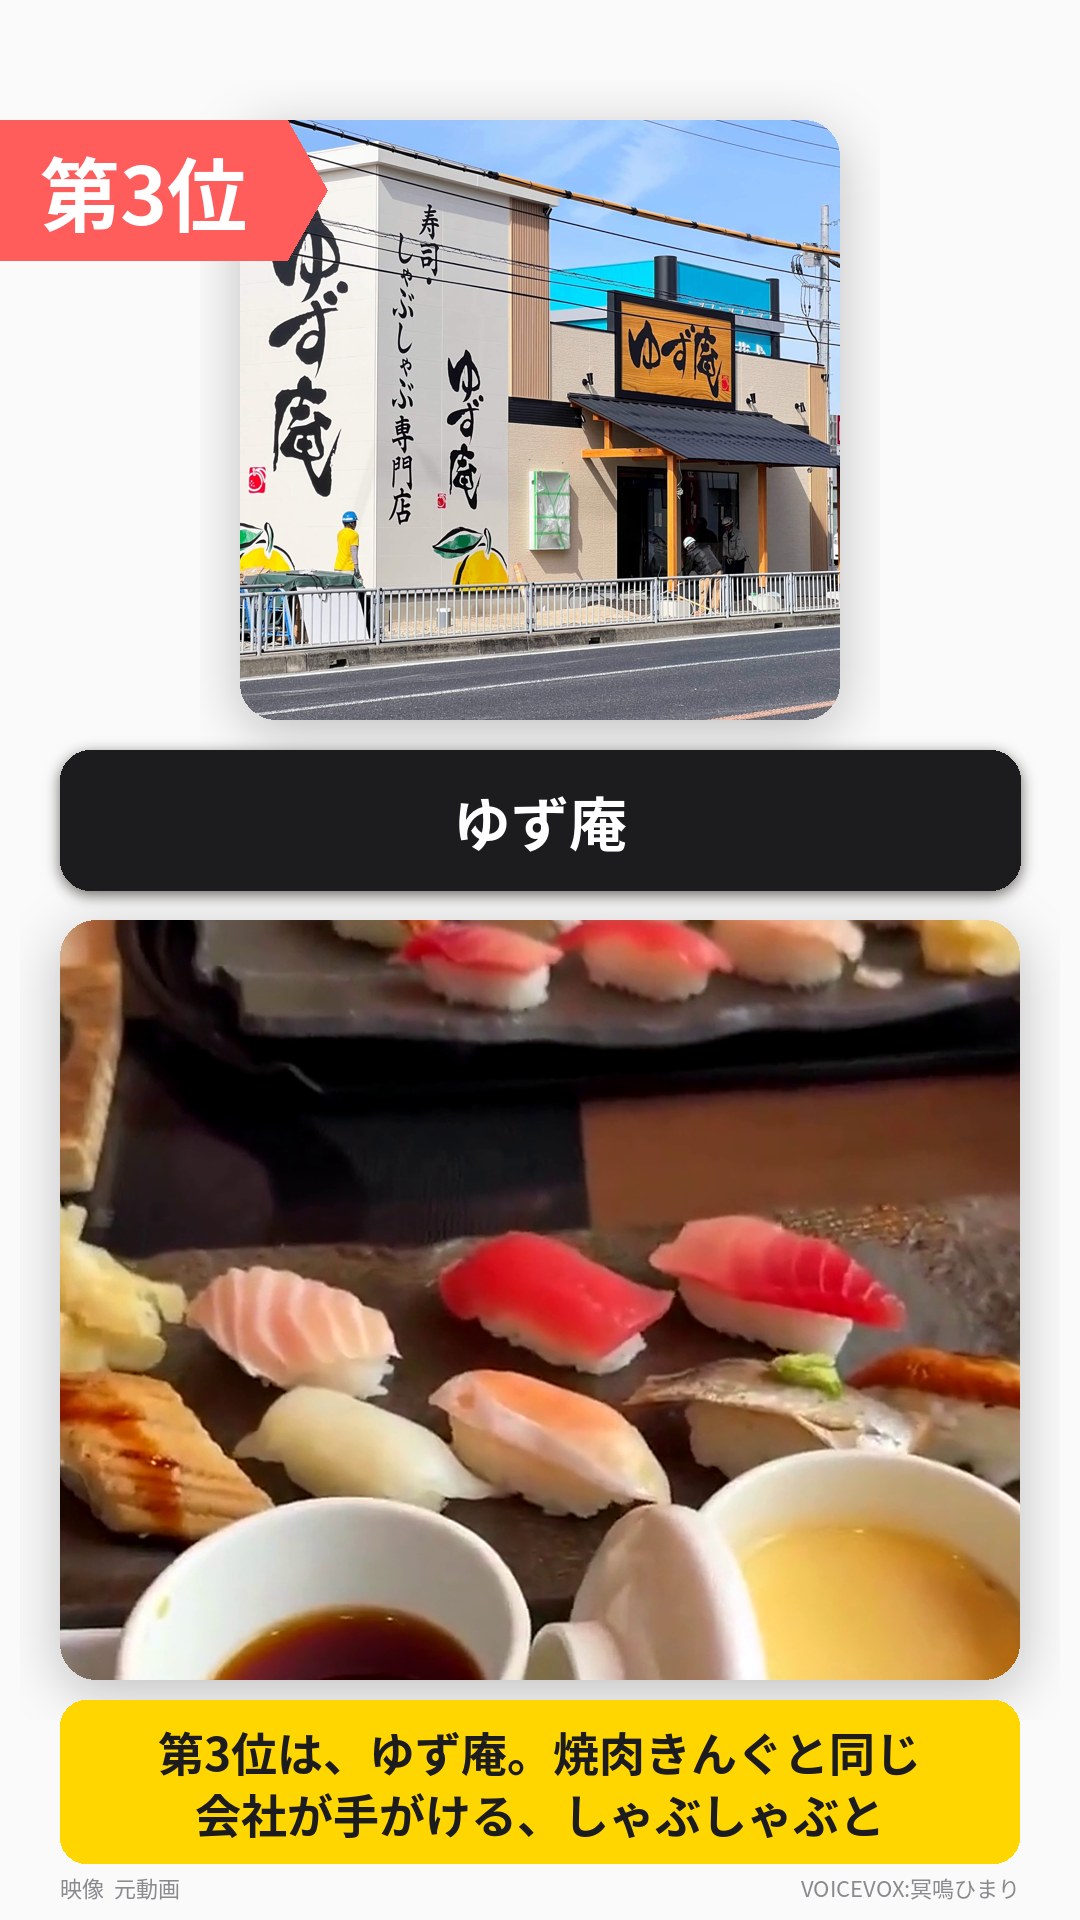 第3位
ゆず庵
寿司・
しゃぶしゃぶ専門店
ゆず庵
ゆず庵
ゆず庵
第3位は、ゆず庵。焼肉きんぐと同じ
会社が手がける、しゃぶしゃぶと
映像 元動画
VOICEVOX:冥鳴ひまり